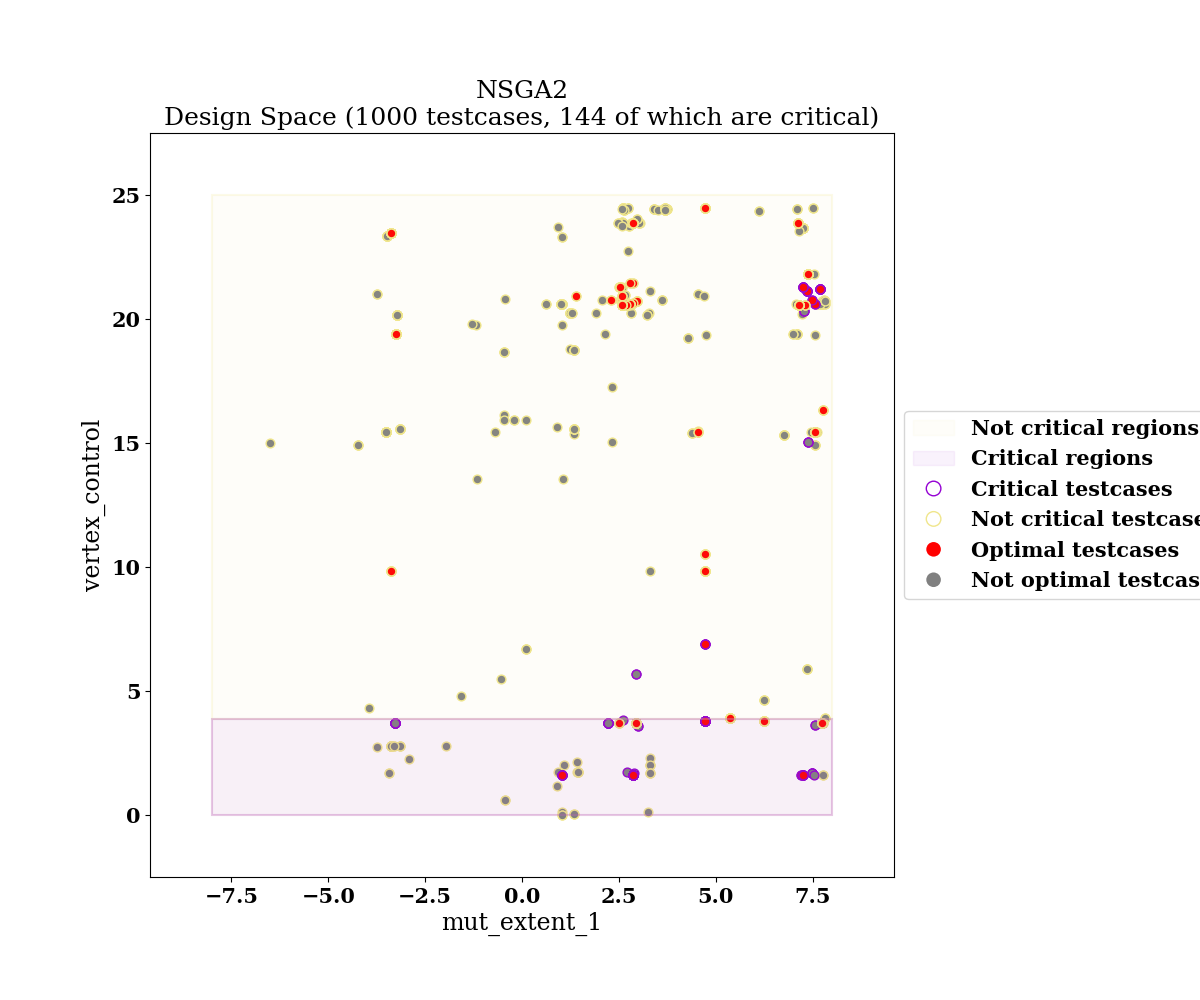 NSGA2
Design Space (1000 testcases, 144 of which are critical)
25
20
15
10
5
0
vertex_control
−7.5
−5.0
−2.5
0.0
2.5
5.0
7.5
mut_extent_1
Not critical regions
Critical regions
Critical testcases
Not critical testcase
Optimal testcases
Not optimal testcas